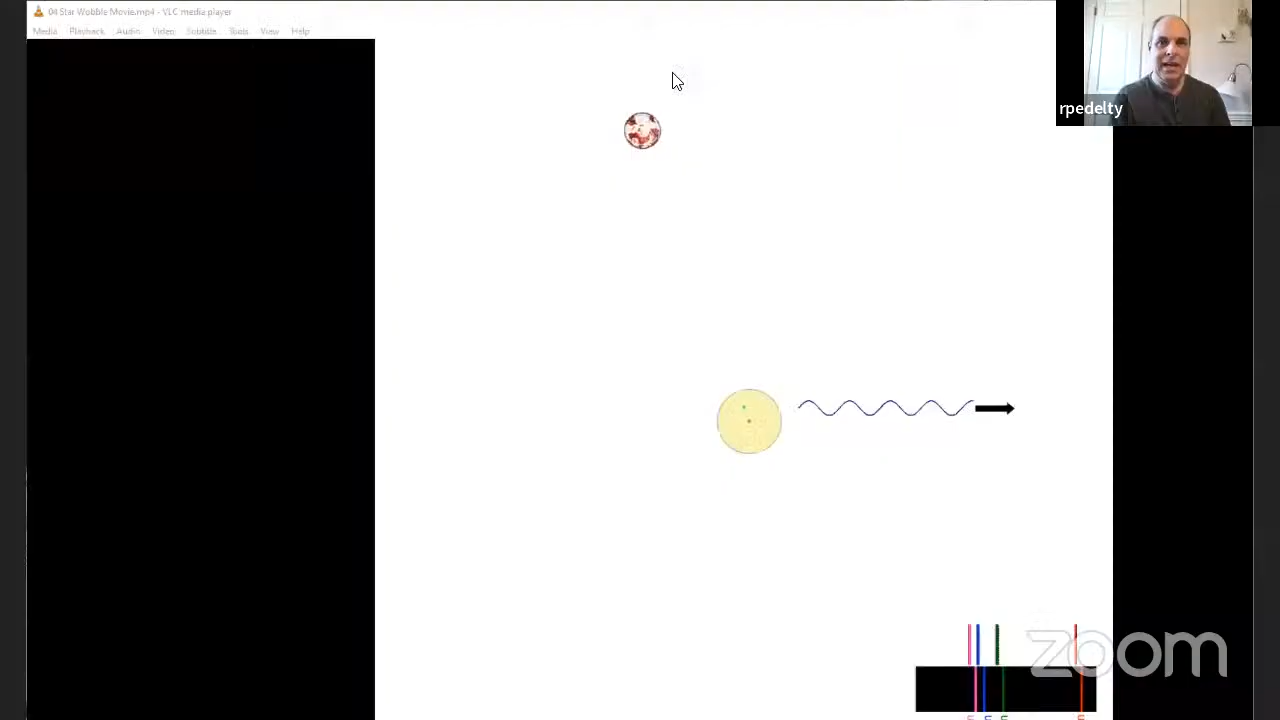 04 Star Wobble Movie.mp4 - VLC media player
Media Playback Audio Video Subtitle Tools View Help
rpedelty
zoom